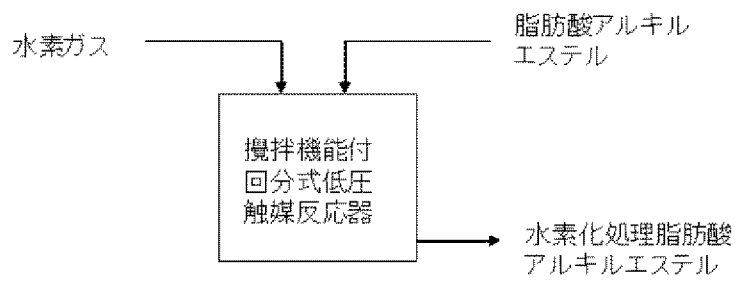 水素ガス
脂肪酸アルキル
エステル
攪拌機能付
回分式低圧
触媒反応器
水素化処理脂肪酸
アルキルエステル